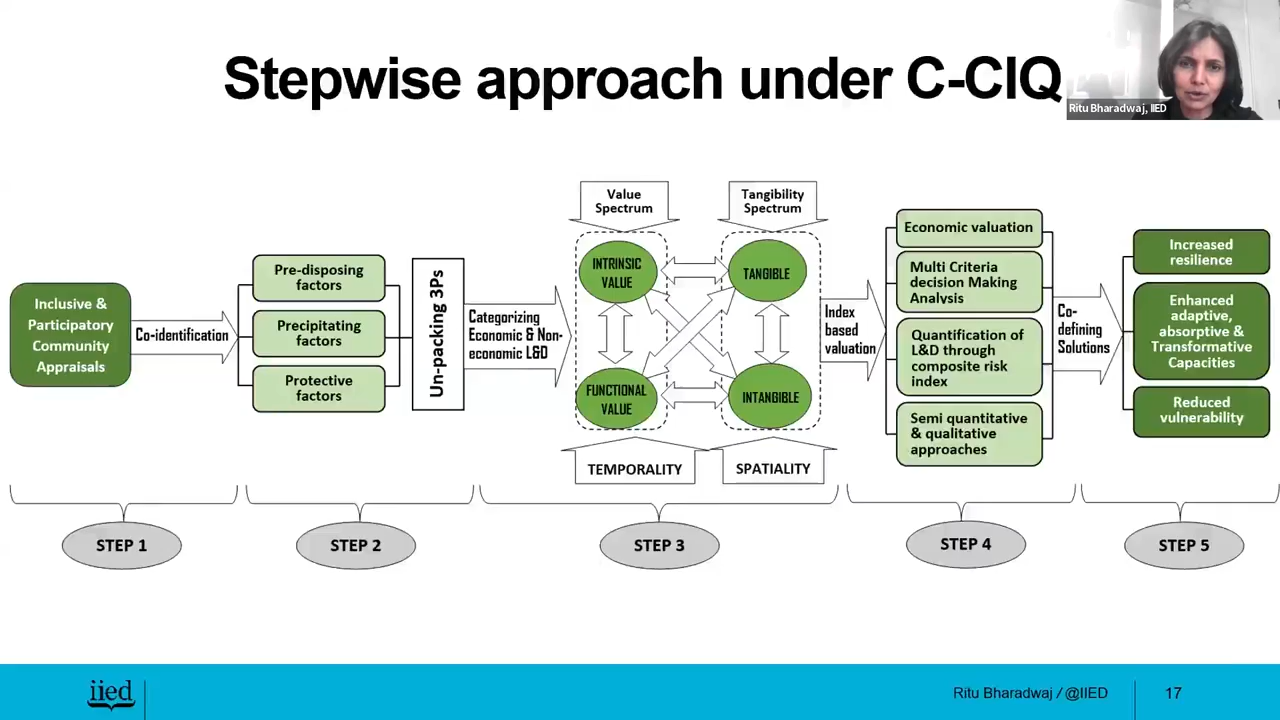 Stepwise approach under C-CIQ
Ritu Bharadwaj, IIED
Inclusive &
Participatory
Community
Appraisals
Co-identification
Pre-disposing
factors
Precipitating
factors
Protective
factors
Un-packing 3Ps
Categorizing
Economic & Non-
economic L&D
Value
Spectrum
Tangibility
Spectrum
INTRINSIC
VALUE
TANGIBLE
FUNCTIONAL
VALUE
INTANGIBLE
TEMPORALITY
SPATIALITY
Index
based
valuation
Economic valuation
Multi Criteria
decision Making
Analysis
Quantification of
L&D through
composite risk
index
Semi quantitative
& qualitative
approaches
Co-
defining
Solutions
Increased
resilience
Enhanced
adaptive,
absorptive &
Transformative
Capacities
Reduced
vulnerability
STEP 1
STEP 2
STEP 3
STEP 4
STEP 5
iied
Ritu Bharadwaj / @IIED
17